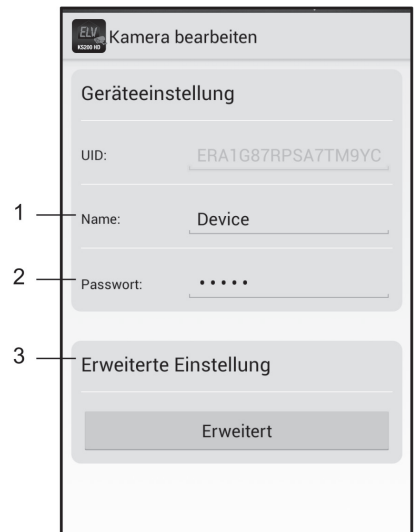 ELV
KS200 HD
Kamera bearbeiten
Geräteeinstellung
UID: ERA1G87RPSA7TM9YC
1 Name: Device
2 Passwort: •••••
3 Erweiterte Einstellung
Erweitert